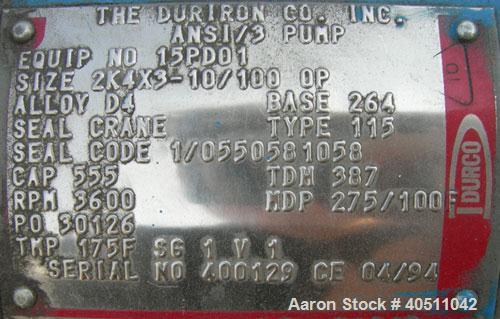 THE DURIRON CO. INC.
ANSI/3 PUMP
EQUIP NO 15PD01
SIZE 2K4X3-10/100 OP
ALLOY D4 BASE 264
SEAL CRANE TYPE 115
SEAL CODE 1/0550581058
CAP 555 TDH 387
RPM 3600 MDP 275/100F
PO 30126
TMP 175F SG 1 V 1
SERIAL NO 400129 CE 04/94
DURCO
Aaron Stock # 40511042